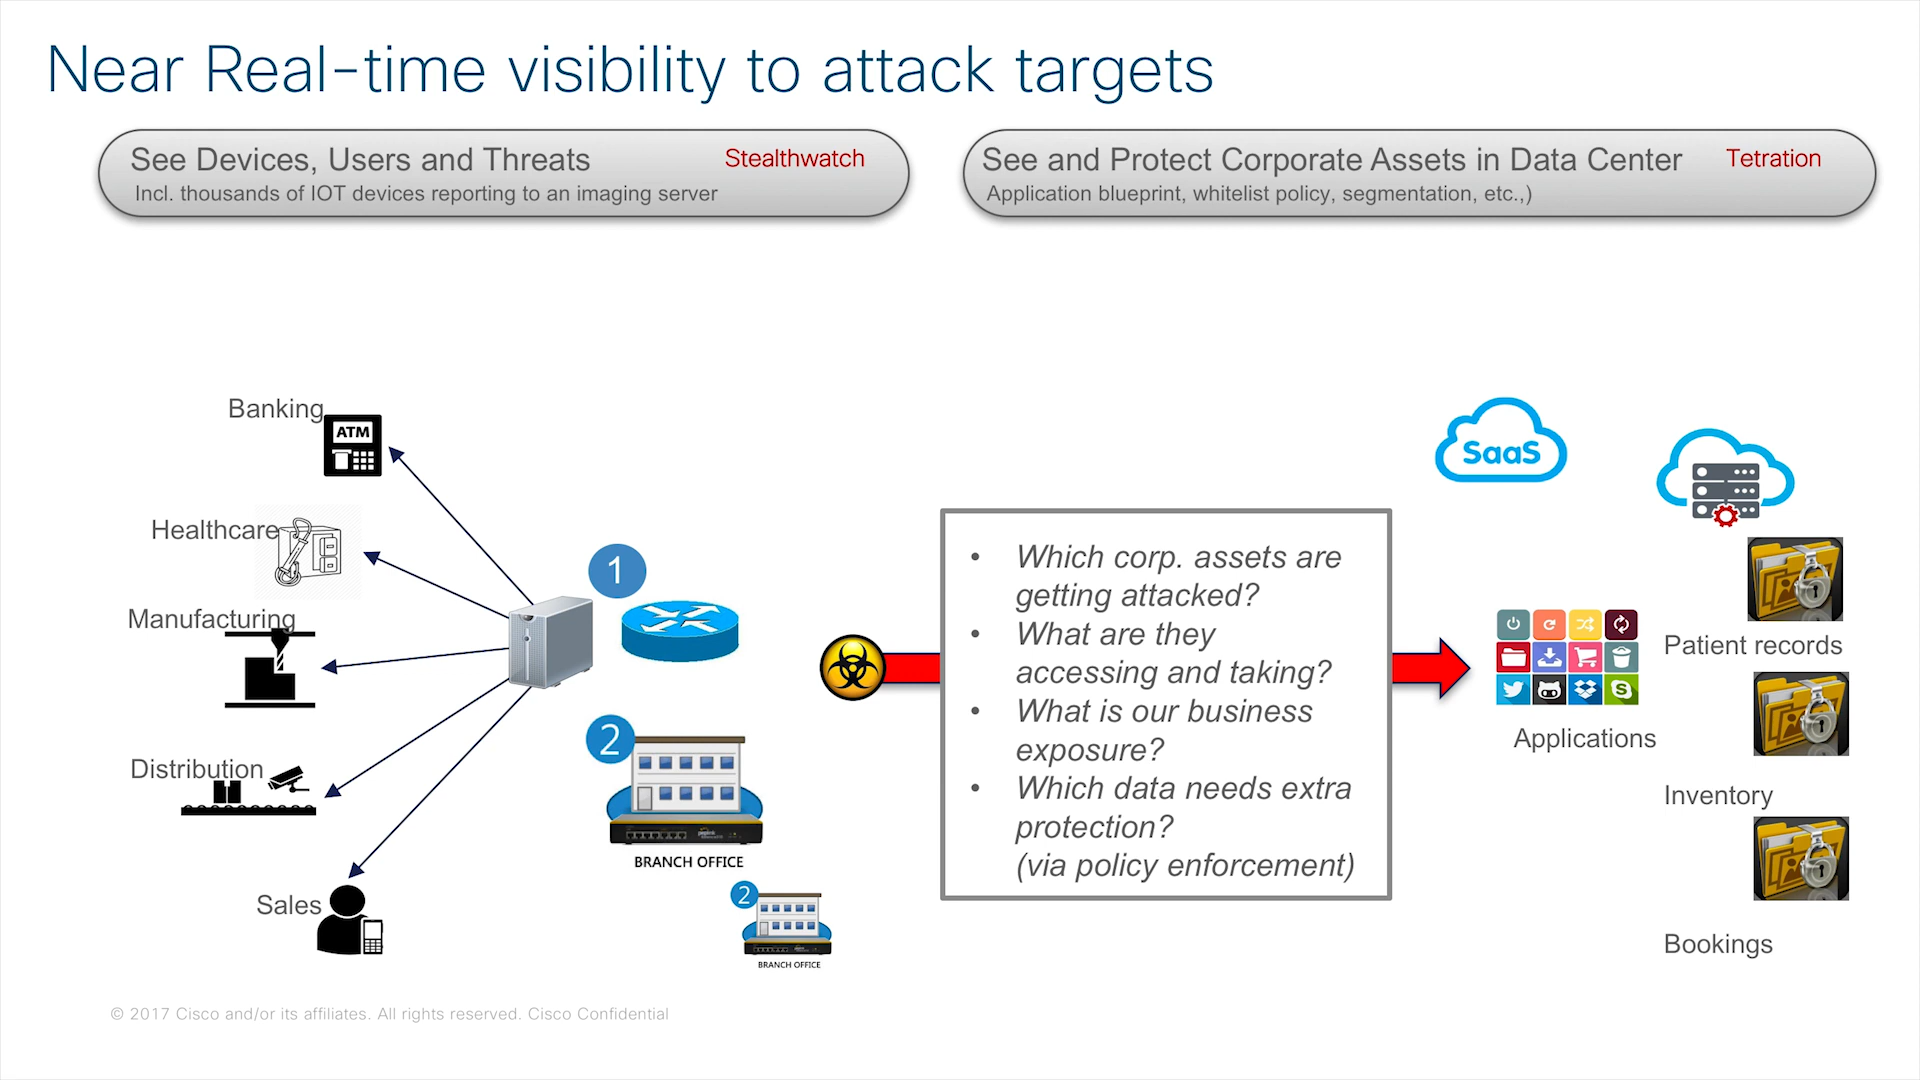 Near Real-time visibility to attack targets
See Devices, Users and Threats
Stealthwatch
Incl. thousands of IOT devices reporting to an imaging server
See and Protect Corporate Assets in Data Center
Tetration
Application blueprint, whitelist policy, segmentation, etc.,)
Banking
ATM
Healthcare
Manufacturing
Distribution
Sales
1
2
BRANCH OFFICE
2
BRANCH OFFICE
• Which corp. assets are
getting attacked?
• What are they
accessing and taking?
• What is our business
exposure?
• Which data needs extra
protection?
(via policy enforcement)
SaaS
Applications
Patient records
Inventory
Bookings
© 2017 Cisco and/or its affiliates. All rights reserved. Cisco Confidential